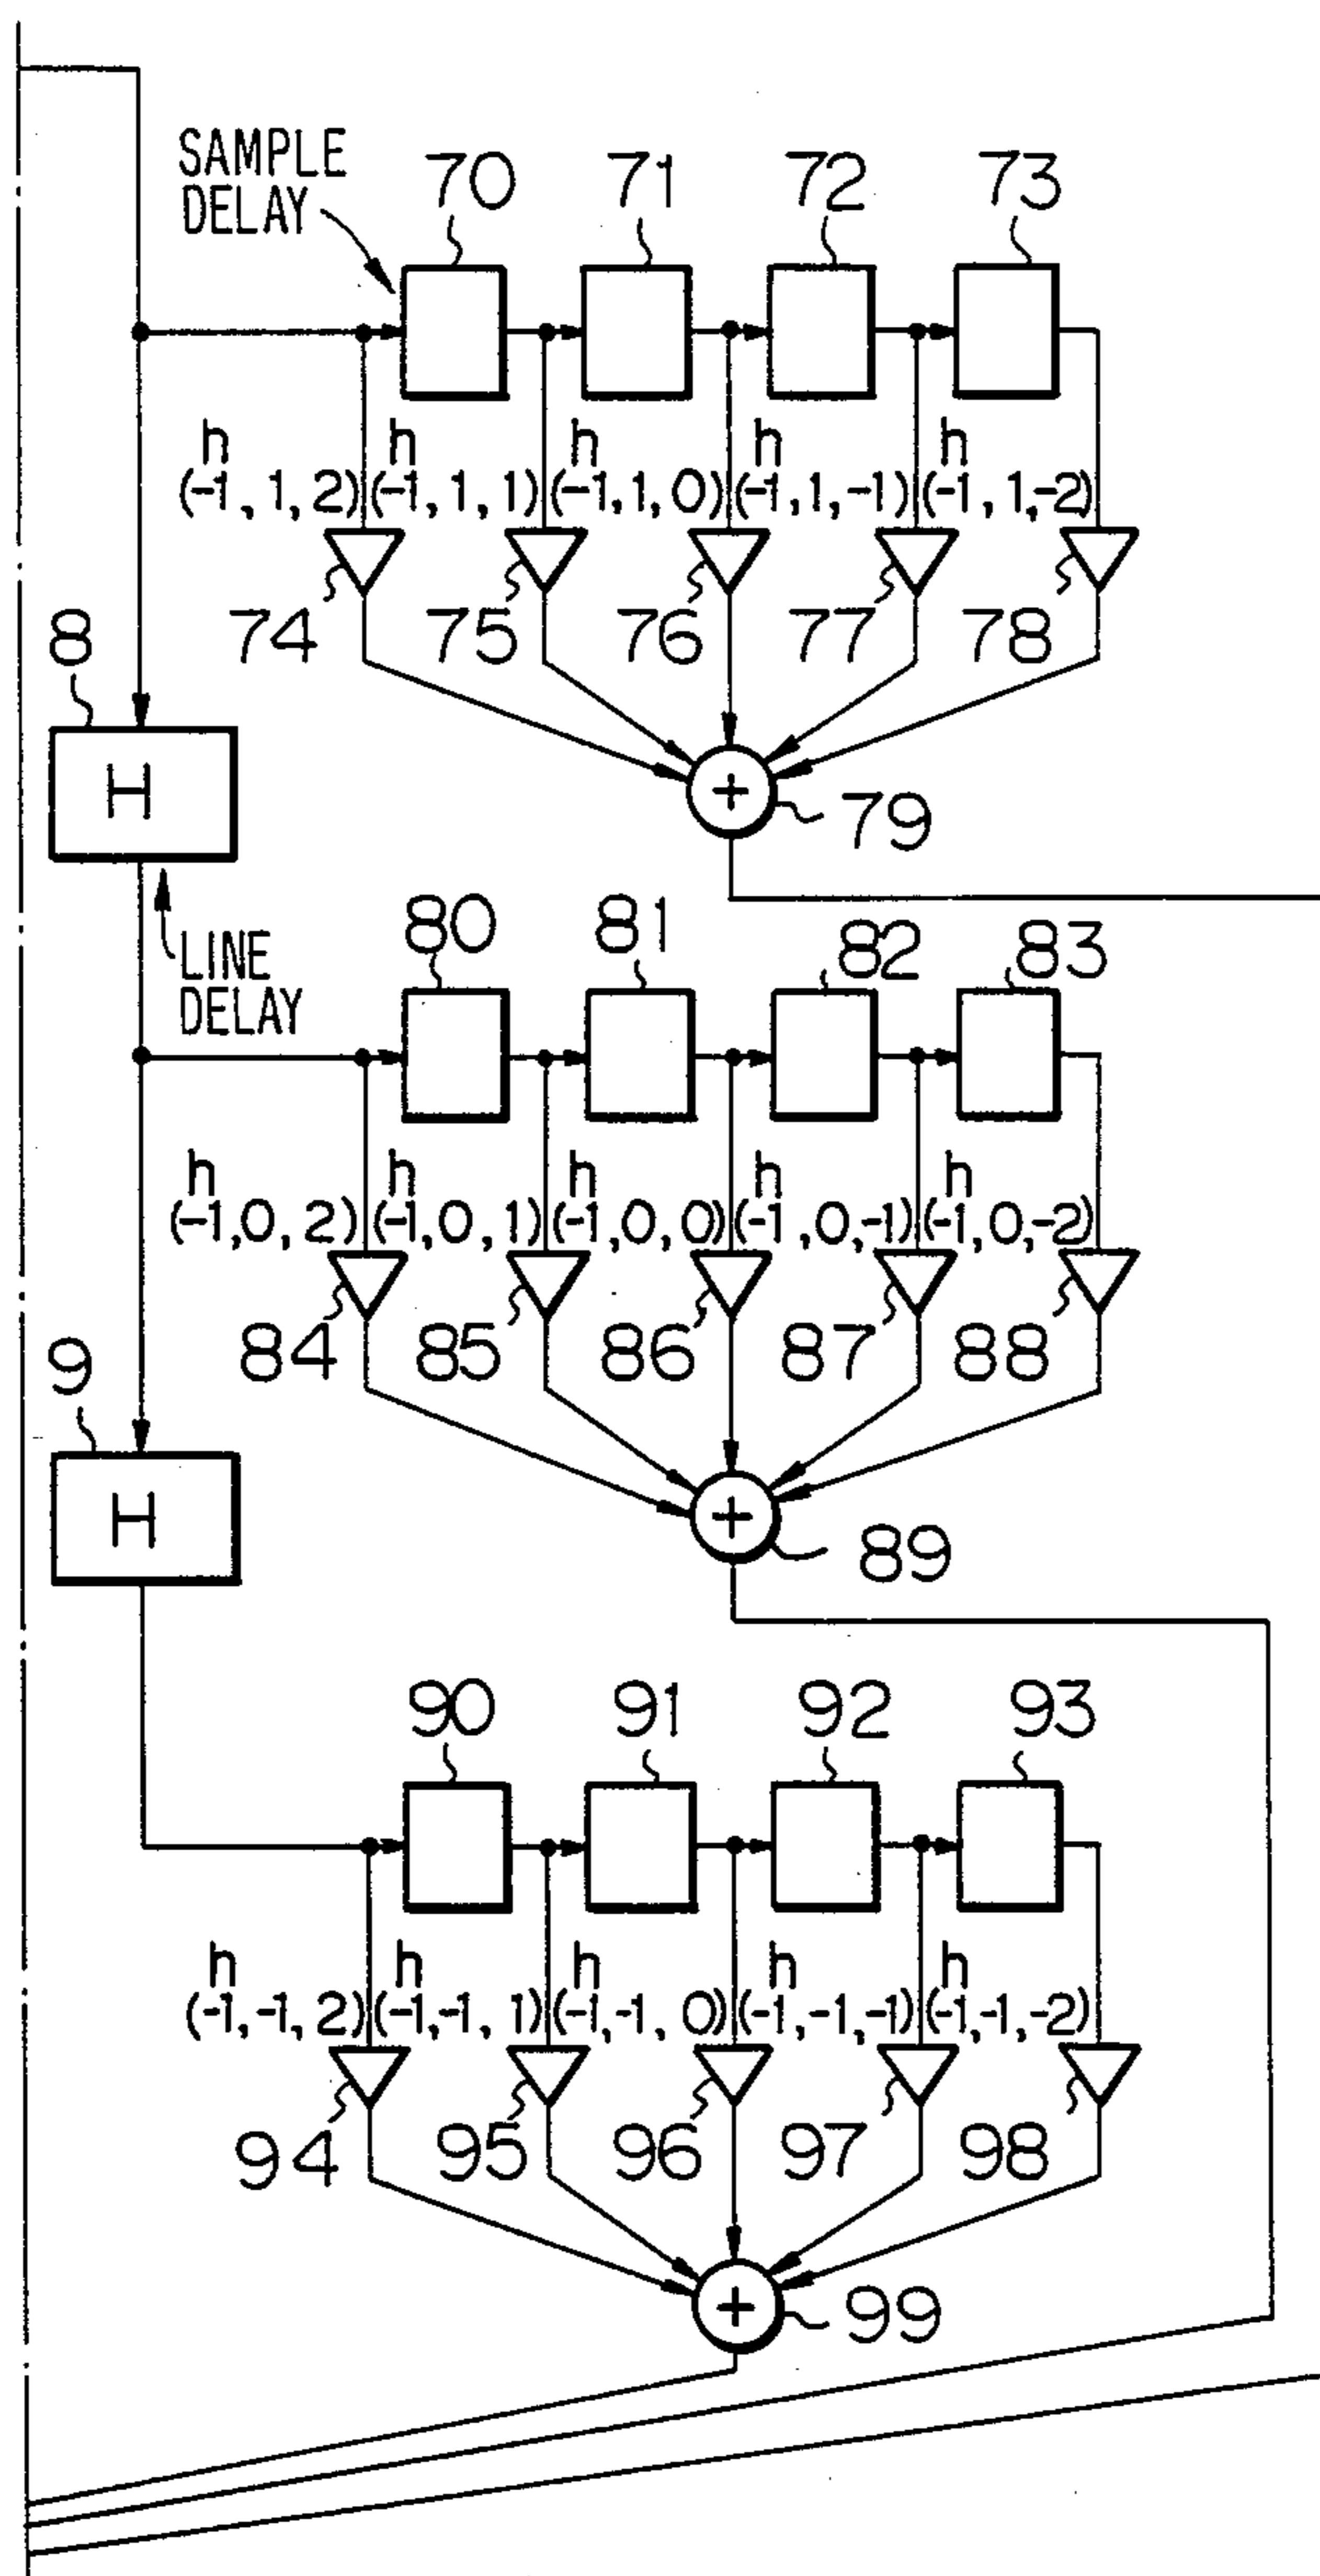 SAMPLE
DELAY
70 71 72 73
h h h h h
(-1, 1, 2) (-1, 1, 1) (-1,1, 0) (-1,1,-1) (-1, 1,-2)
74 75 76 77 78
8
H
+
79
LINE
DELAY
80 81 82 83
h h h h h
(-1,0, 2) (-1,0, 1) (-1,0, 0) (-1,0,-1) (-1,0,-2)
84 85 86 87 88
9
H
+
89
90 91 92 93
h h h h h
(-1,-1, 2) (-1,-1, 1) (-1,-1, 0) (-1,-1,-1) (-1,-1,-2)
94 95 96 97 98
+
99